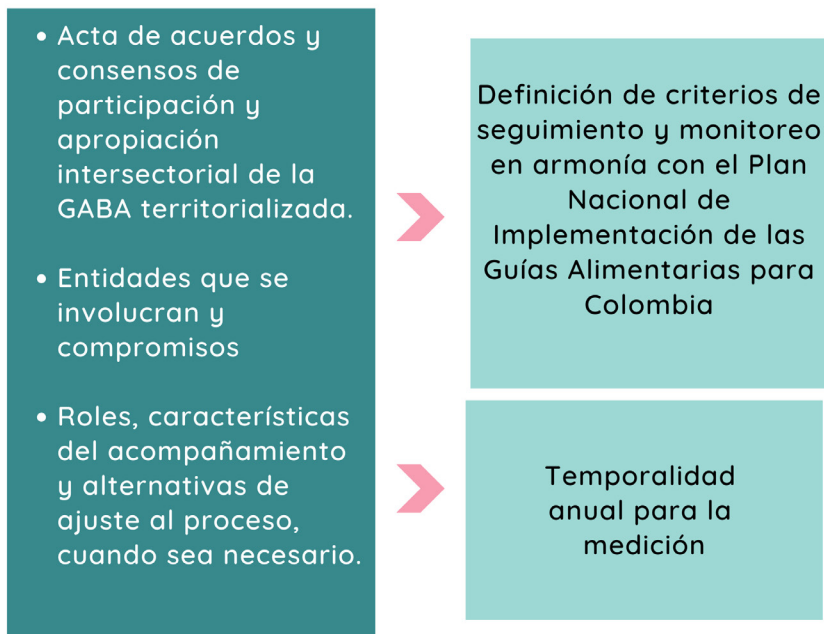 • Acta de acuerdos y
consensos de
participación y
apropiación
intersectorial de la
GABA territorializada.
• Entidades que se
involucran y
compromisos
• Roles, características
del acompañamiento
y alternativas de
ajuste al proceso,
cuando sea necesario.
Definición de criterios de
seguimiento y monitoreo
en armonía con el Plan
Nacional de
Implementación de las
Guías Alimentarias para
Colombia
Temporalidad
anual para la
medición